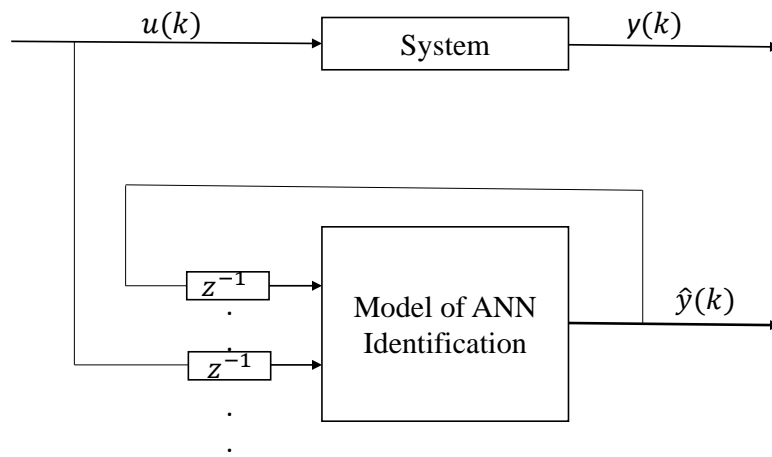 u(k)
System
y(k)
z⁻¹
.
.
Model of ANN
Identification
ŷ(k)
z⁻¹
.
.